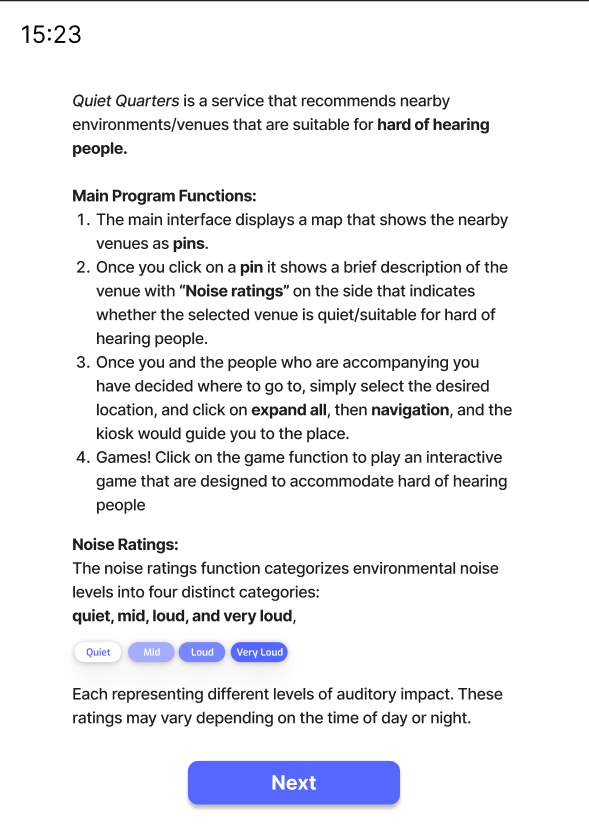 15:23
Quiet Quarters is a service that recommends nearby
environments/venues that are suitable for hard of hearing
people.
Main Program Functions:
1. The main interface displays a map that shows the nearby
venues as pins.
2. Once you click on a pin it shows a brief description of the
venue with “Noise ratings” on the side that indicates
whether the selected venue is quiet/suitable for hard of
hearing people.
3. Once you and the people who are accompanying you
have decided where to go to, simply select the desired
location, and click on expand all, then navigation, and the
kiosk would guide you to the place.
4. Games! Click on the game function to play an interactive
game that are designed to accommodate hard of hearing
people
Noise Ratings:
The noise ratings function categorizes environmental noise
levels into four distinct categories:
quiet, mid, loud, and very loud,
Quiet Mid Loud Very Loud
Each representing different levels of auditory impact. These
ratings may vary depending on the time of day or night.
Next